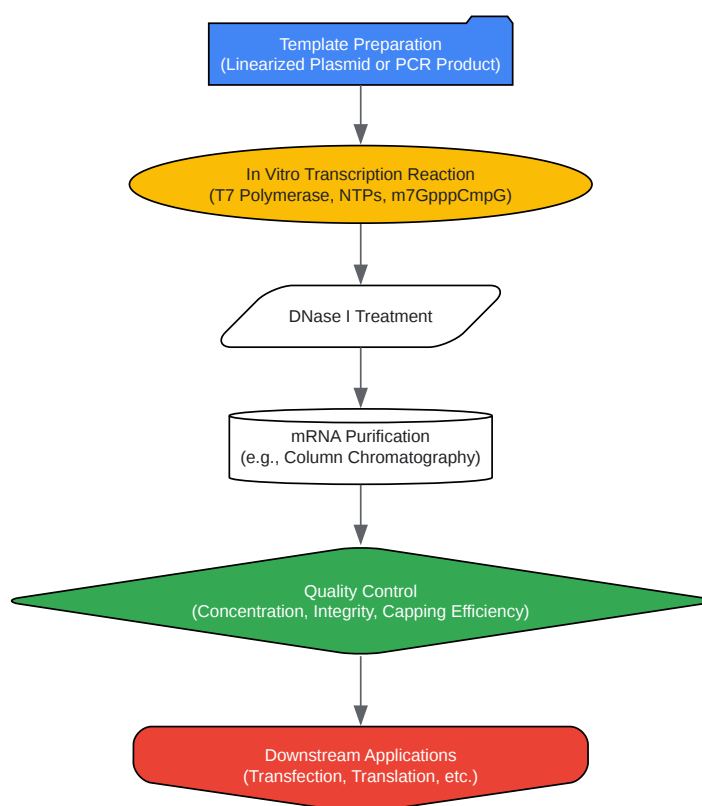 Template Preparation
(Linearized Plasmid or PCR Product)
In Vitro Transcription Reaction
(T7 Polymerase, NTPs, m7GpppCmpG)
DNase I Treatment
mRNA Purification
(e.g., Column Chromatography)
Quality Control
(Concentration, Integrity, Capping Efficiency)
Downstream Applications
(Transfection, Translation, etc.)